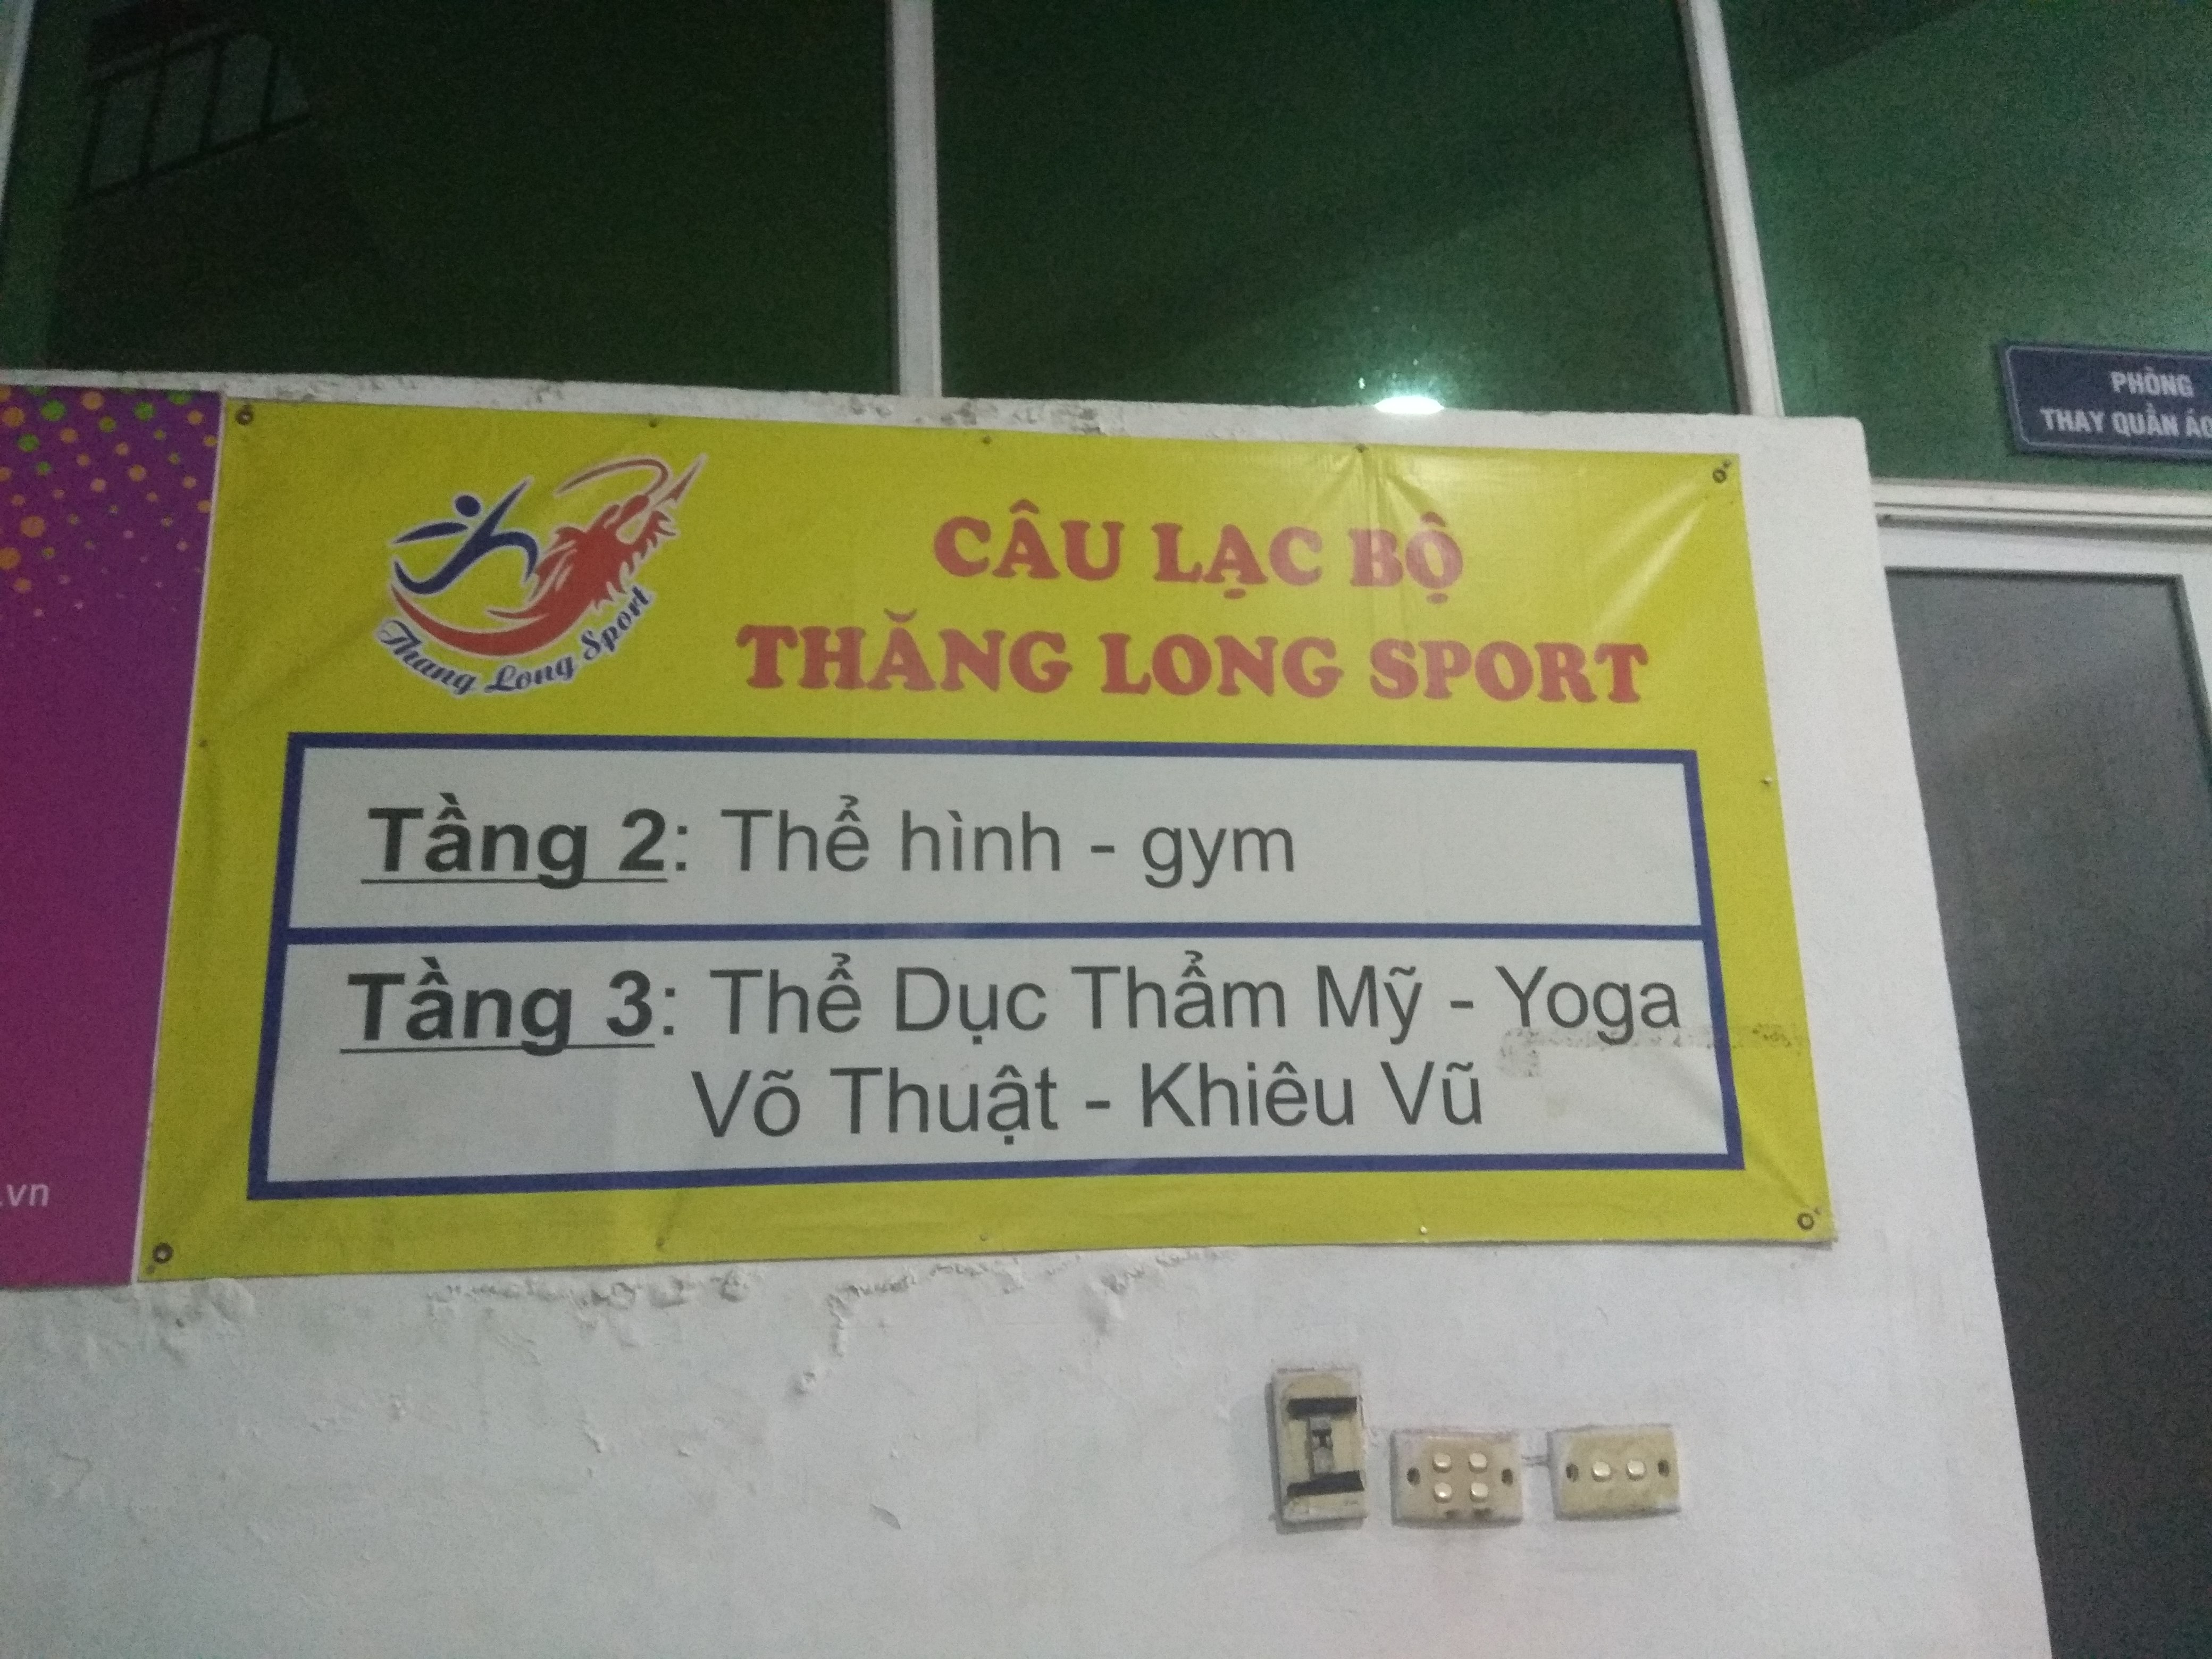 PHÒNG
THAY QUẦN ÁO
Thang Long Sport
CÂU LẠC BỘ
THĂNG LONG SPORT
Tầng 2: Thể hình - gym
Tầng 3: Thể Dục Thẩm Mỹ - Yoga
Võ Thuật - Khiêu Vũ
.vn